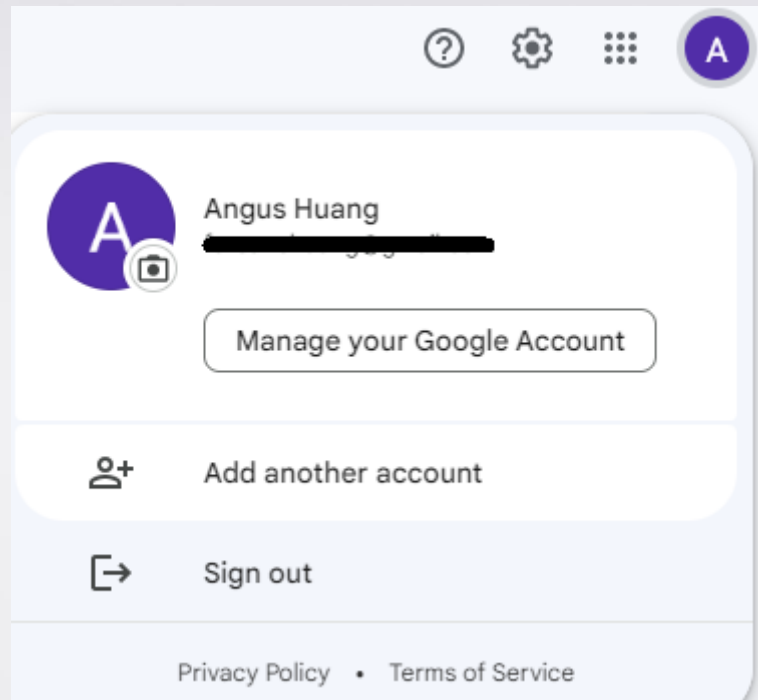 A
A
Angus Huang
Manage your Google Account
Add another account
Sign out
Privacy Policy • Terms of Service